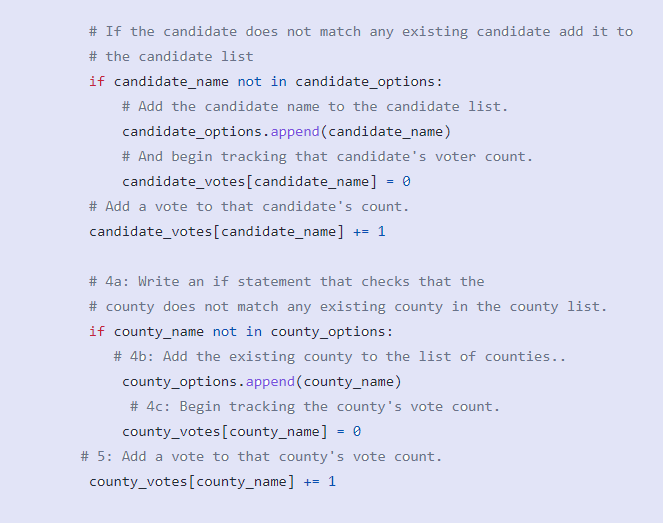 # If the candidate does not match any existing candidate add it to
# the candidate list
if candidate_name not in candidate_options:
# Add the candidate name to the candidate list.
candidate_options.append(candidate_name)
# And begin tracking that candidate's voter count.
candidate_votes[candidate_name] = 0
# Add a vote to that candidate's count.
candidate_votes[candidate_name] += 1
# 4a: Write an if statement that checks that the
# county does not match any existing county in the county list.
if county_name not in county_options:
# 4b: Add the existing county to the list of counties..
county_options.append(county_name)
# 4c: Begin tracking the county's vote count.
county_votes[county_name] = 0
# 5: Add a vote to that county's vote count.
county_votes[county_name] += 1